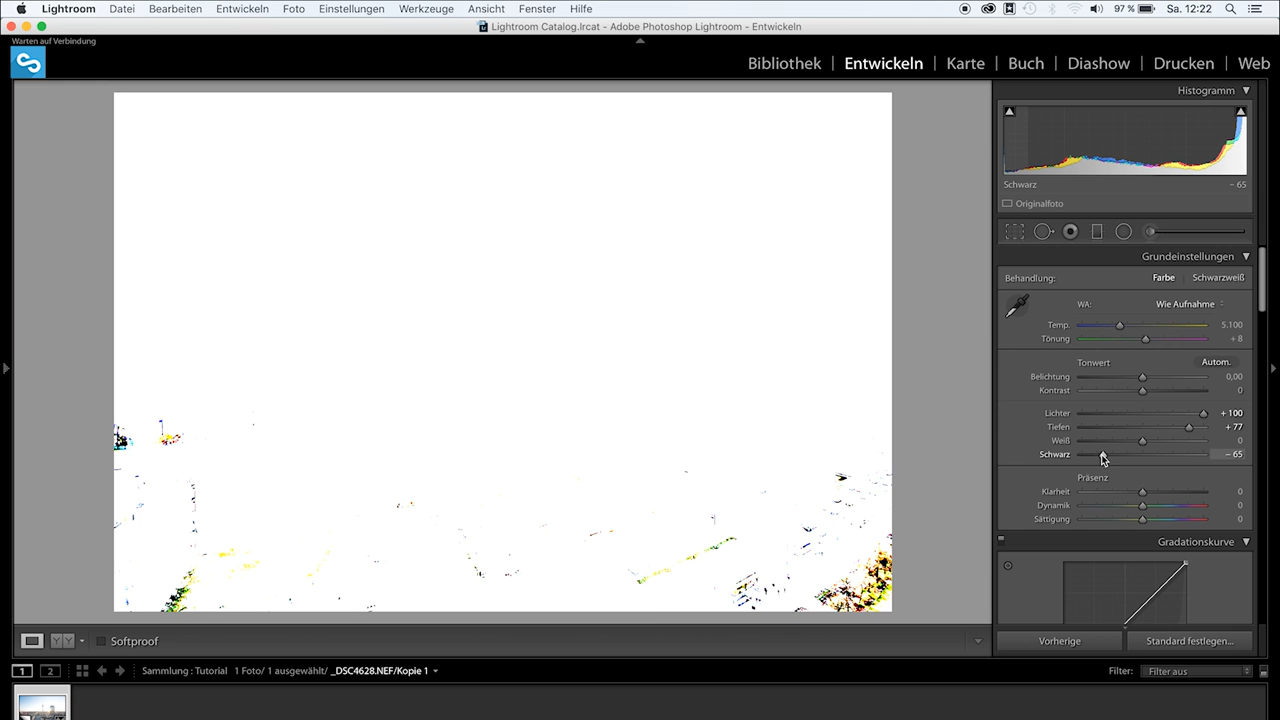 Lightroom Datei Bearbeiten Entwickeln Foto Einstellungen Werkzeuge Ansicht Fenster Hilfe 97 % Sa. 12:22
Lightroom Catalog.lrcat - Adobe Photoshop Lightroom - Entwickeln
Warten auf Verbindung
Bibliothek Entwickeln Karte Buch Diashow Drucken Web
Histogramm
Schwarz – 65
Originalfoto
Grundeinstellungen
Behandlung: Farbe Schwarzweiß
WA: Wie Aufnahme
Temp. 5.100
Tönung + 8
Tonwert Autom.
Belichtung 0,00
Kontrast 0
Lichter + 100
Tiefen + 77
Weiß 0
Schwarz – 65
Präsenz
Klarheit 0
Dynamik 0
Sättigung 0
Gradationskurve
YY Softproof Vorherige Standard festlegen...
1 2 Sammlung : Tutorial 1 Foto/ 1 ausgewählt/ _DSC4628.NEF/Kopie 1 Filter: Filter aus